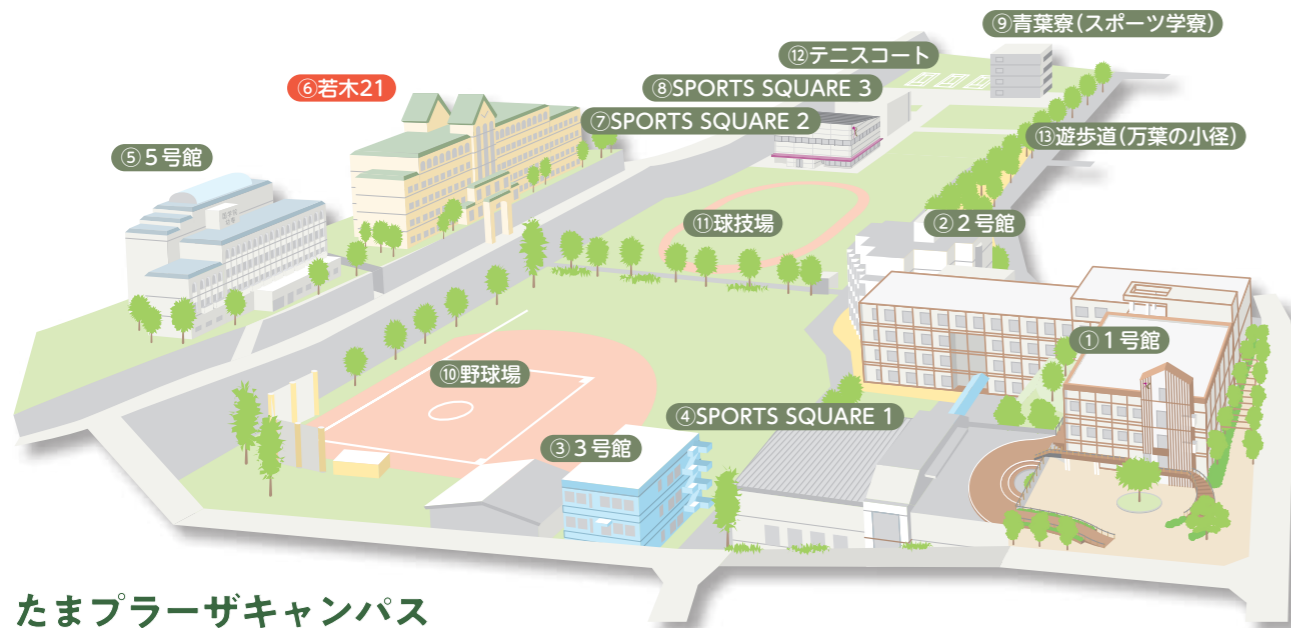 ⑨青葉寮(スポーツ学寮)
⑫テニスコート
⑥若木21
⑧SPORTS SQUARE 3
⑦SPORTS SQUARE 2
⑬遊歩道(万葉の小径)
⑤5号館
⑪球技場
②2号館
①1号館
⑩野球場
④SPORTS SQUARE 1
③3号館
たまプラーザキャンパス